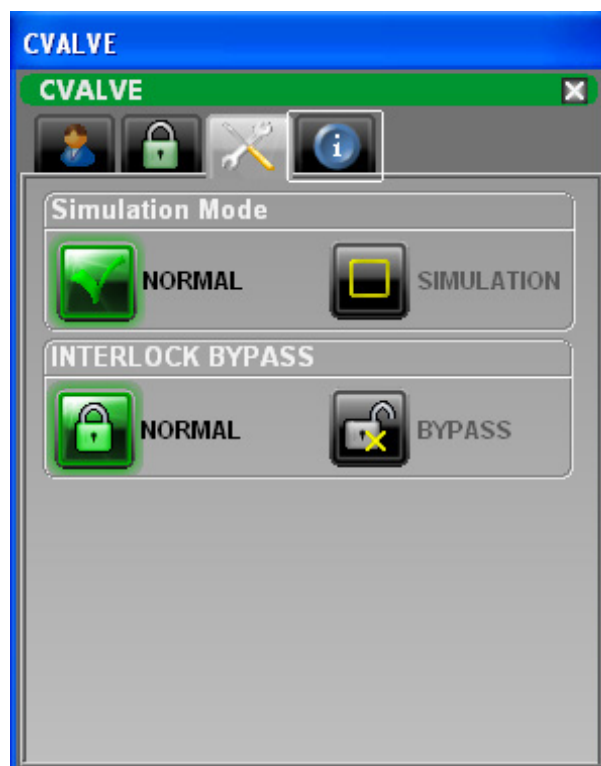 CVALVE
CVALVE
Simulation Mode
NORMAL SIMULATION
INTERLOCK BYPASS
NORMAL BYPASS